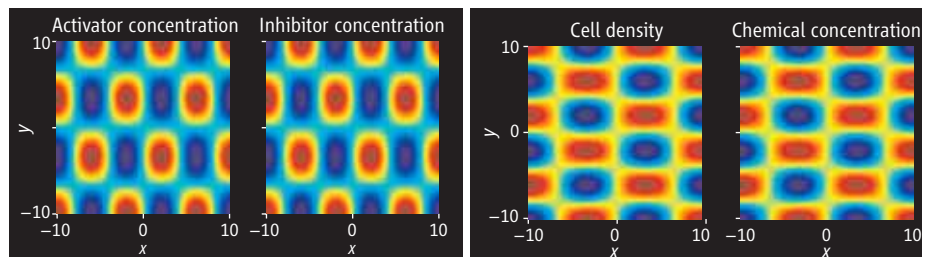 Activator concentration
Inhibitor concentration
10
y
−10
−10 0 10
x
−10 0 10
x
Cell density
Chemical concentration
10
y 0
−10
−10 0 10
x
−10 0 10
x